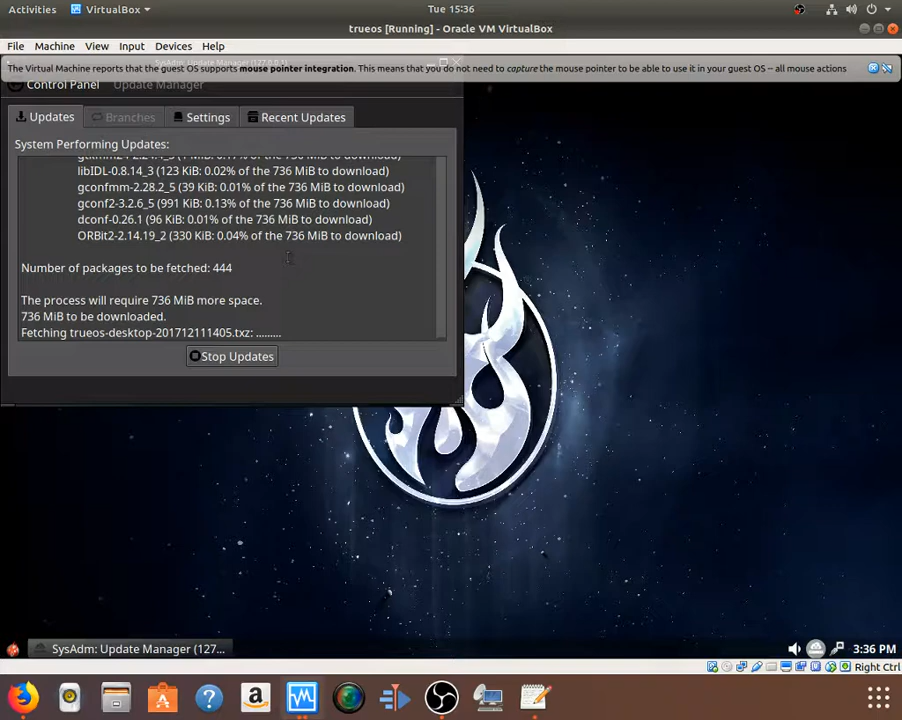 Activities VirtualBox Tue 15:36
trueos [Running] - Oracle VM VirtualBox
File Machine View Input Devices Help
The Virtual Machine reports that the guest OS supports mouse pointer integration. This means that you do not need to capture the mouse pointer to be able to use it in your guest OS -- all mouse actions
Control Panel Update Manager
Updates Branches Settings Recent Updates
System Performing Updates:
libIDL-0.8.14_3 (123 KiB: 0.02% of the 736 MiB to download)
gconfmm-2.28.2_5 (39 KiB: 0.01% of the 736 MiB to download)
gconf2-3.2.6_5 (991 KiB: 0.13% of the 736 MiB to download)
dconf-0.26.1 (96 KiB: 0.01% of the 736 MiB to download)
ORBit2-2.14.19_2 (330 KiB: 0.04% of the 736 MiB to download)
Number of packages to be fetched: 444
The process will require 736 MiB more space.
736 MiB to be downloaded.
Fetching trueos-desktop-201712111405.txz: .........
Stop Updates
SysAdm: Update Manager (127... 3:36 PM
Right Ctrl